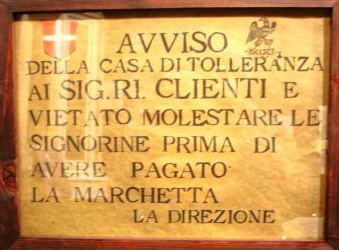 AVVISO
DELLA CASA DI TOLLERANZA
AI SIG.RI. CLIENTI E
VIETATO MOLESTARE LE
SIGNORINE PRIMA DI
AVERE PAGATO
LA MARCHETTA
LA DIREZIONE